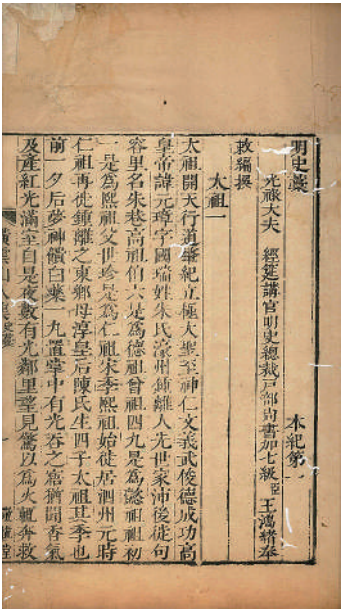 明史藁 本紀第一
光祿大夫 經筵講官明史總裁戶部尚書加七級臣王鴻緒奉
敕編撰
太祖一
太祖開天行道肇紀立極大聖至神仁文義武俊德成功高
皇帝諱元璋字國瑞姓朱氏濠州鍾離人先世家沛後徙句
容里名朱巷高祖伯六是爲德祖曾祖四九是爲懿祖祖初
一是爲熙祖父世珍是爲仁祖宋季熙祖始徙居泗州元時
仁祖再徙鍾離之東鄉母淳皇后陳氏生四子太祖其季也
前一夕后夢神饋白藥一丸置掌中有光吞之寤猶聞香氣
及產紅光滿室自是夜數有光鄰里望見驚以爲火輒奔救